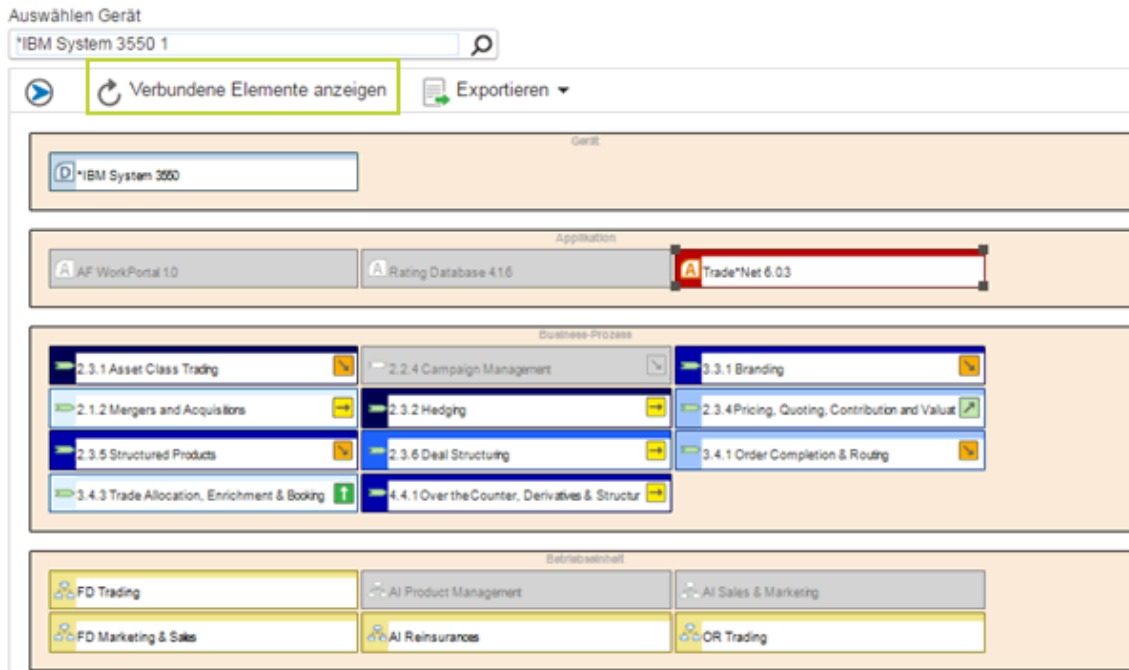 Auswählen Gerät
*IBM System 3550 1
Verbundene Elemente anzeigen
Exportieren
Gerät
D *IBM System 3550
Applikation
A AF WorkPortal 1.0
A Rating Database 4.1.6
A Trade*Net 6.0.3
Business-Prozess
2.3.1 Asset Class Trading
2.2.4 Campaign Management
3.3.1 Branding
2.1.2 Mergers and Acquisitions
2.3.2 Hedging
2.3.4 Pricing, Quoting, Contribution and Valuat
2.3.5 Structured Products
2.3.6 Deal Structuring
3.4.1 Order Completion & Routing
3.4.3 Trade Allocation, Enrichment & Booking
4.4.1 Over the Counter, Derivatives & Structur
Betriebseinheit
FD Trading
AI Product Management
AI Sales & Marketing
FD Marketing & Sales
AI Reinsurances
OR Trading